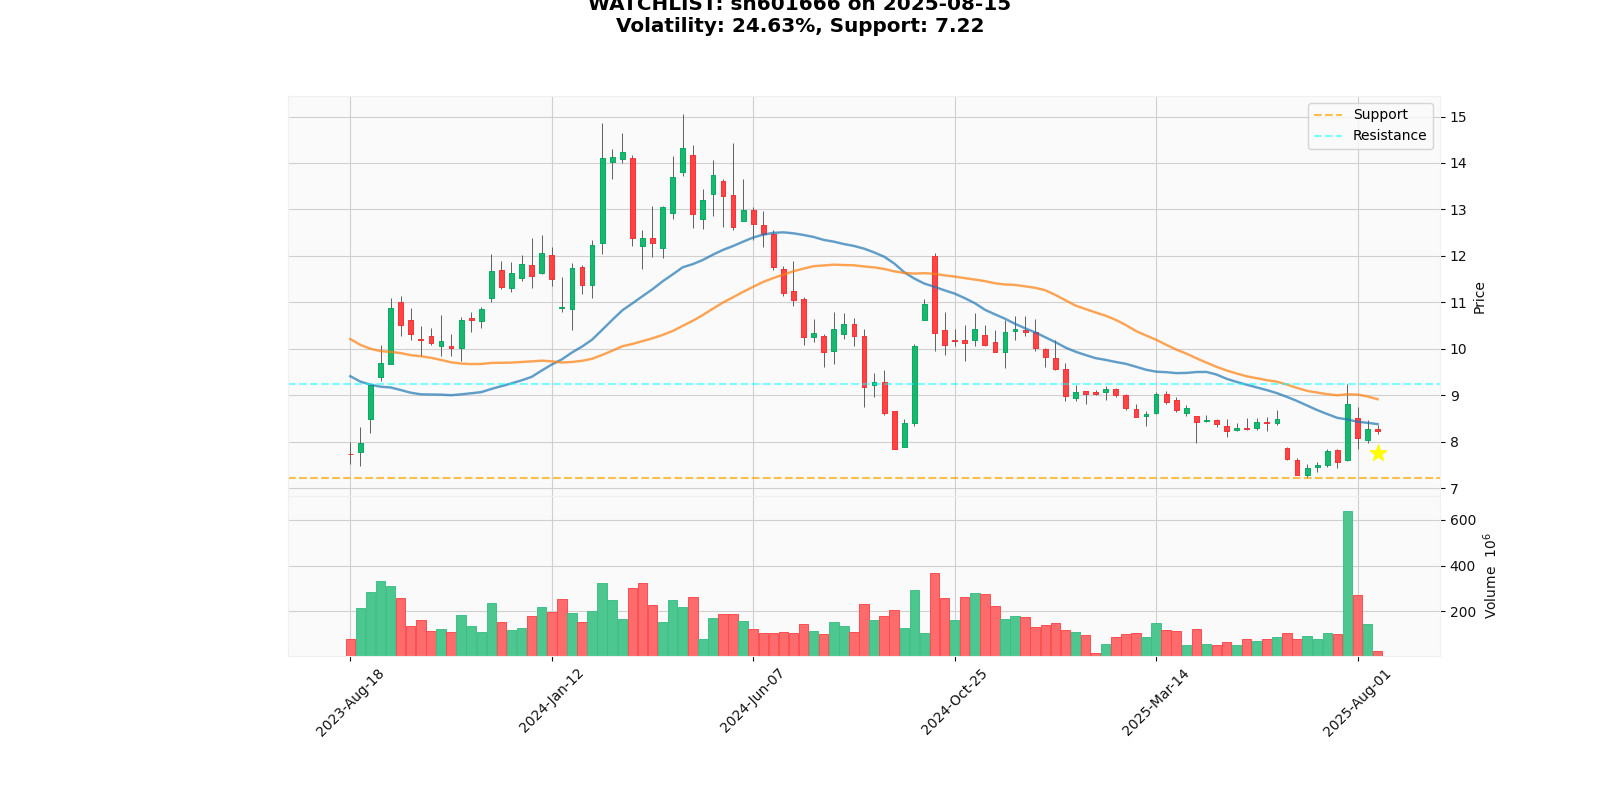 WATCHLIST: sh601666 on 2025-08-15
Volatility: 24.63%, Support: 7.22
Support
Resistance
15
14
13
12
11
10
9
8
7
Price
600
400
200
Volume 10^6
2023-Aug-18
2024-Jan-12
2024-Jun-07
2024-Oct-25
2025-Mar-14
2025-Aug-01